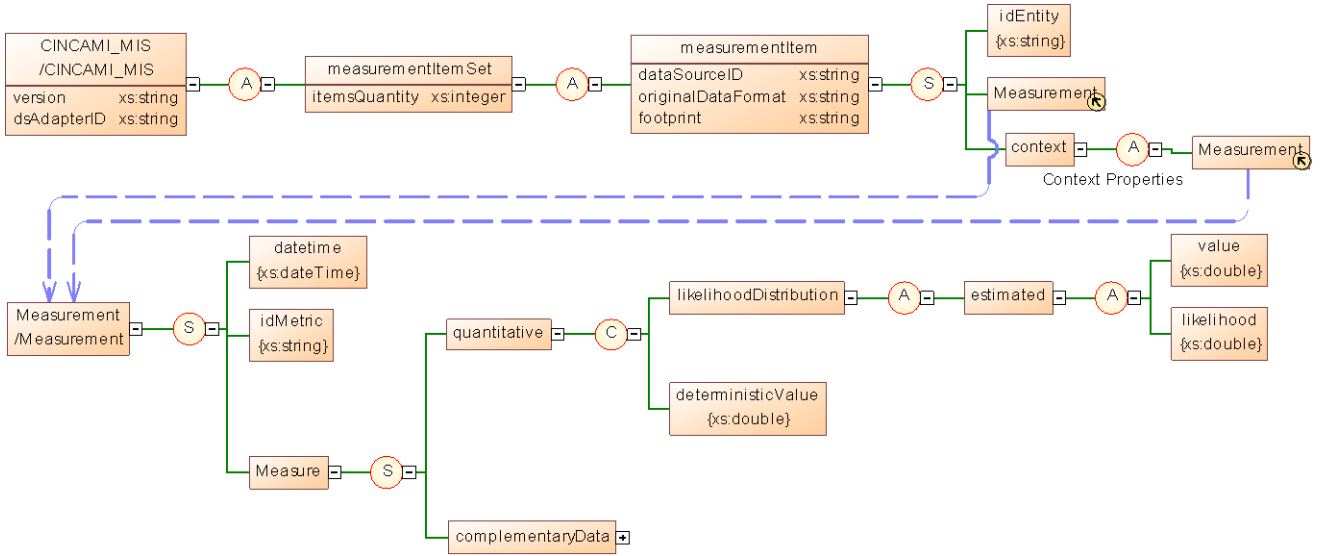 CINCAMI_MIS
/CINCAMI_MIS
version xs:string
dsAdapterID xs:string
A
measurementItemSet
itemsQuantity xs:integer
A
measurementItem
dataSourceID xs:string
originalDataFormat xs:string
footprint xs:string
S
idEntity
{xs:string}
Measurement
context
A
Context Properties
Measurement
Measurement
/Measurement
S
datetime
{xs:dateTime}
idMetric
{xs:string}
Measure
S
quantitative
C
likelihoodDistribution
A
estimated
A
value
{xs:double}
likelihood
{xs:double}
deterministicValue
{xs:double}
complementaryData